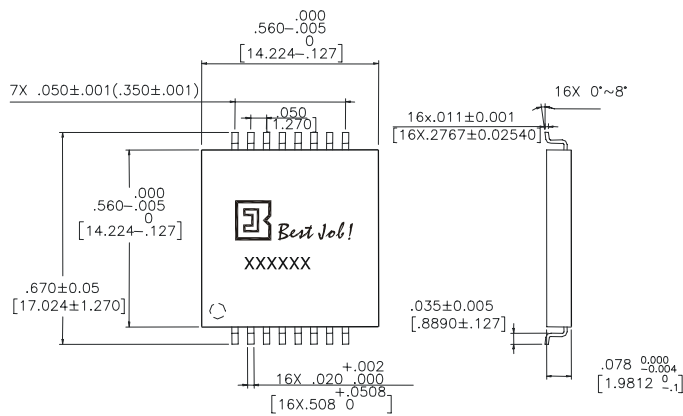 .000
.560-.005
0
[14.224-.127]
7X .050±.001(.350±.001)
.050
[1.270]
16X 0°~8°
16x.011±0.001
[16X.2767±0.02540]
.000
.560-.005
0
[14.224-.127]
Best Job!
XXXXXX
.670±0.05
[17.024±1.270]
.035±0.005
[.8890±.127]
+.002
16X .020 .000
+.0508
[16X.508 0 ]
.078 0.000
-0.004
[1.9812 0
-.1]